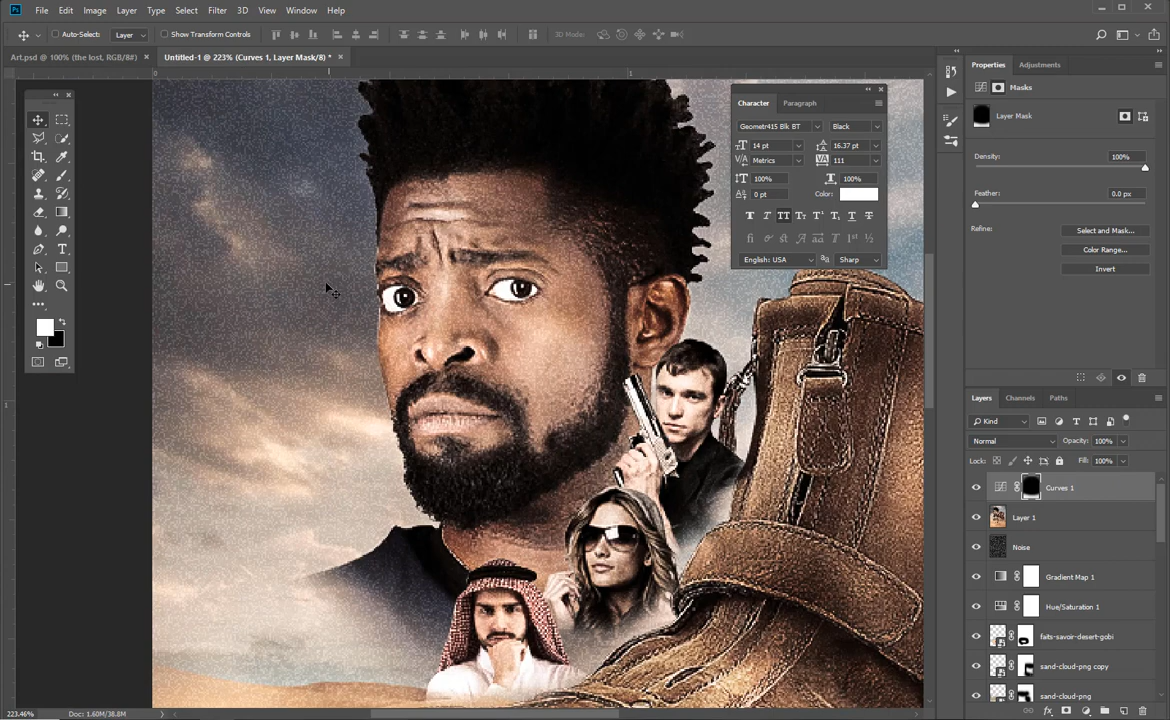 Ps File Edit Image Layer Type Select Filter 3D View Window Help
Auto-Select: Layer Show Transform Controls 3D Mode:
Art.psd @ 100% (the lost, RGB/8#) × Untitled-1 @ 223% (Curves 1, Layer Mask/8) * ×
0 1
1
Character Paragraph
Geometr415 Blk BT Black
14 pt 16.37 pt
Metrics 111
100% 100%
0 pt Color:
English: USA aa Sharp
Properties Adjustments
Masks
Layer Mask
Density: 100%
Feather: 0.0 px
Refine: Select and Mask...
Color Range...
Invert
Layers Channels Paths
Kind
Normal Opacity: 100%
Lock: Fill: 100%
Curves 1
Layer 1
Noise
Gradient Map 1
Hue/Saturation 1
faits-savoir-desert-gobi
sand-cloud-png copy
sand-cloud-png
223.46% Doc: 1.60M/38.8M